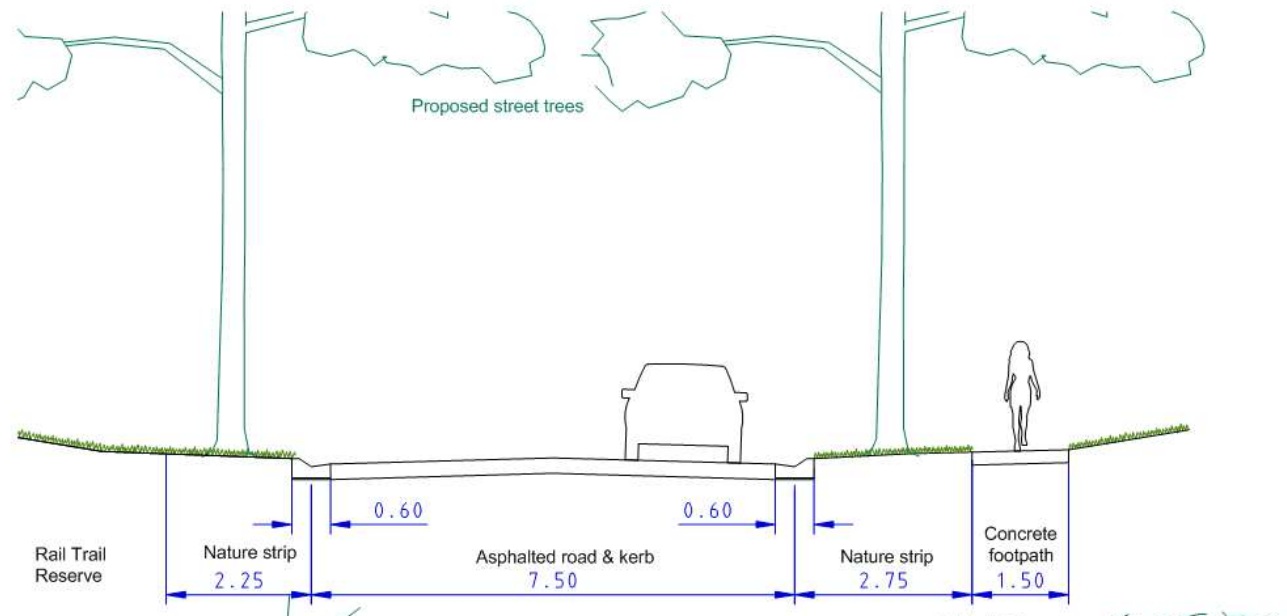 Proposed street trees
0.60
0.60
Rail Trail
Reserve
Nature strip
2.25
Asphalted road & kerb
7.50
Nature strip
2.75
Concrete
footpath
1.50